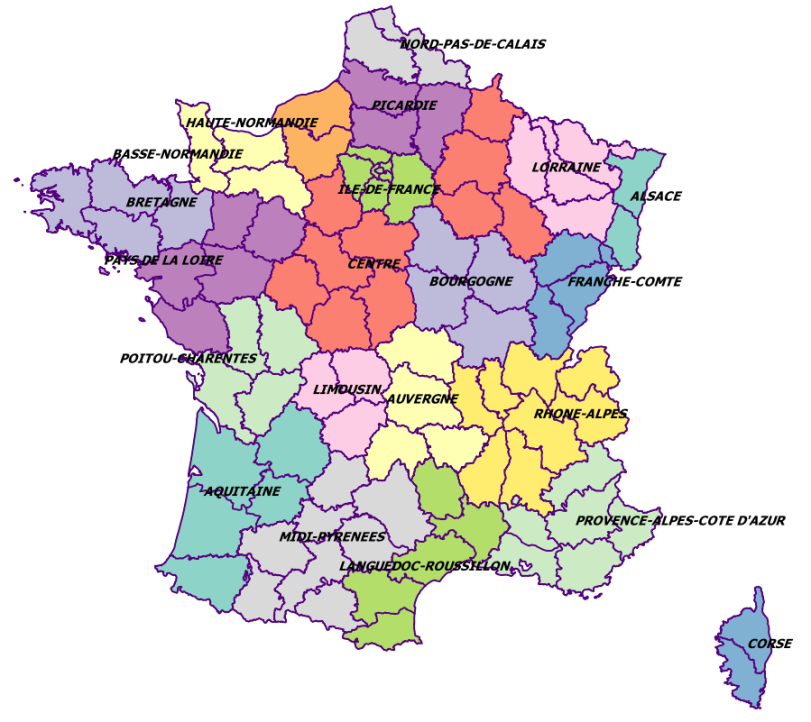 NORD-PAS-DE-CALAIS
PICARDIE
HAUTE-NORMANDIE
BASSE-NORMANDIE
LORRAINE
ILE-DE-FRANCE
ALSACE
BRETAGNE
PAYS DE LA LOIRE
CENTRE
BOURGOGNE
FRANCHE-COMTE
POITOU-CHARENTES
LIMOUSIN
AUVERGNE
RHONE-ALPES
AQUITAINE
PROVENCE-ALPES-COTE D'AZUR
MIDI-PYRENEES
LANGUEDOC-ROUSSILLON
CORSE